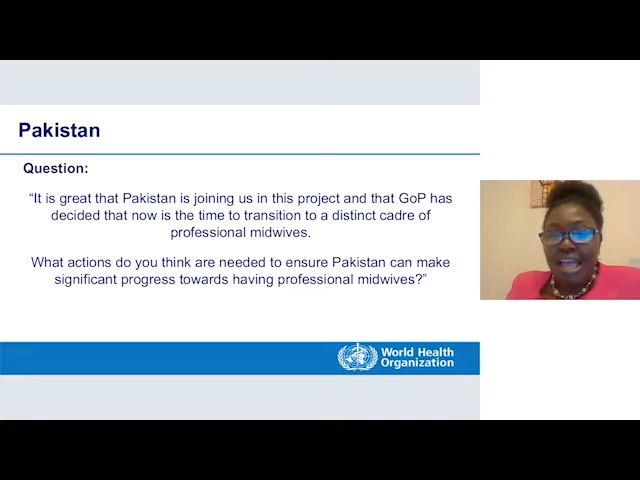 Pakistan
Question:
“It is great that Pakistan is joining us in this project and that GoP has
decided that now is the time to transition to a distinct cadre of
professional midwives.
What actions do you think are needed to ensure Pakistan can make
significant progress towards having professional midwives?”
World Health
Organization